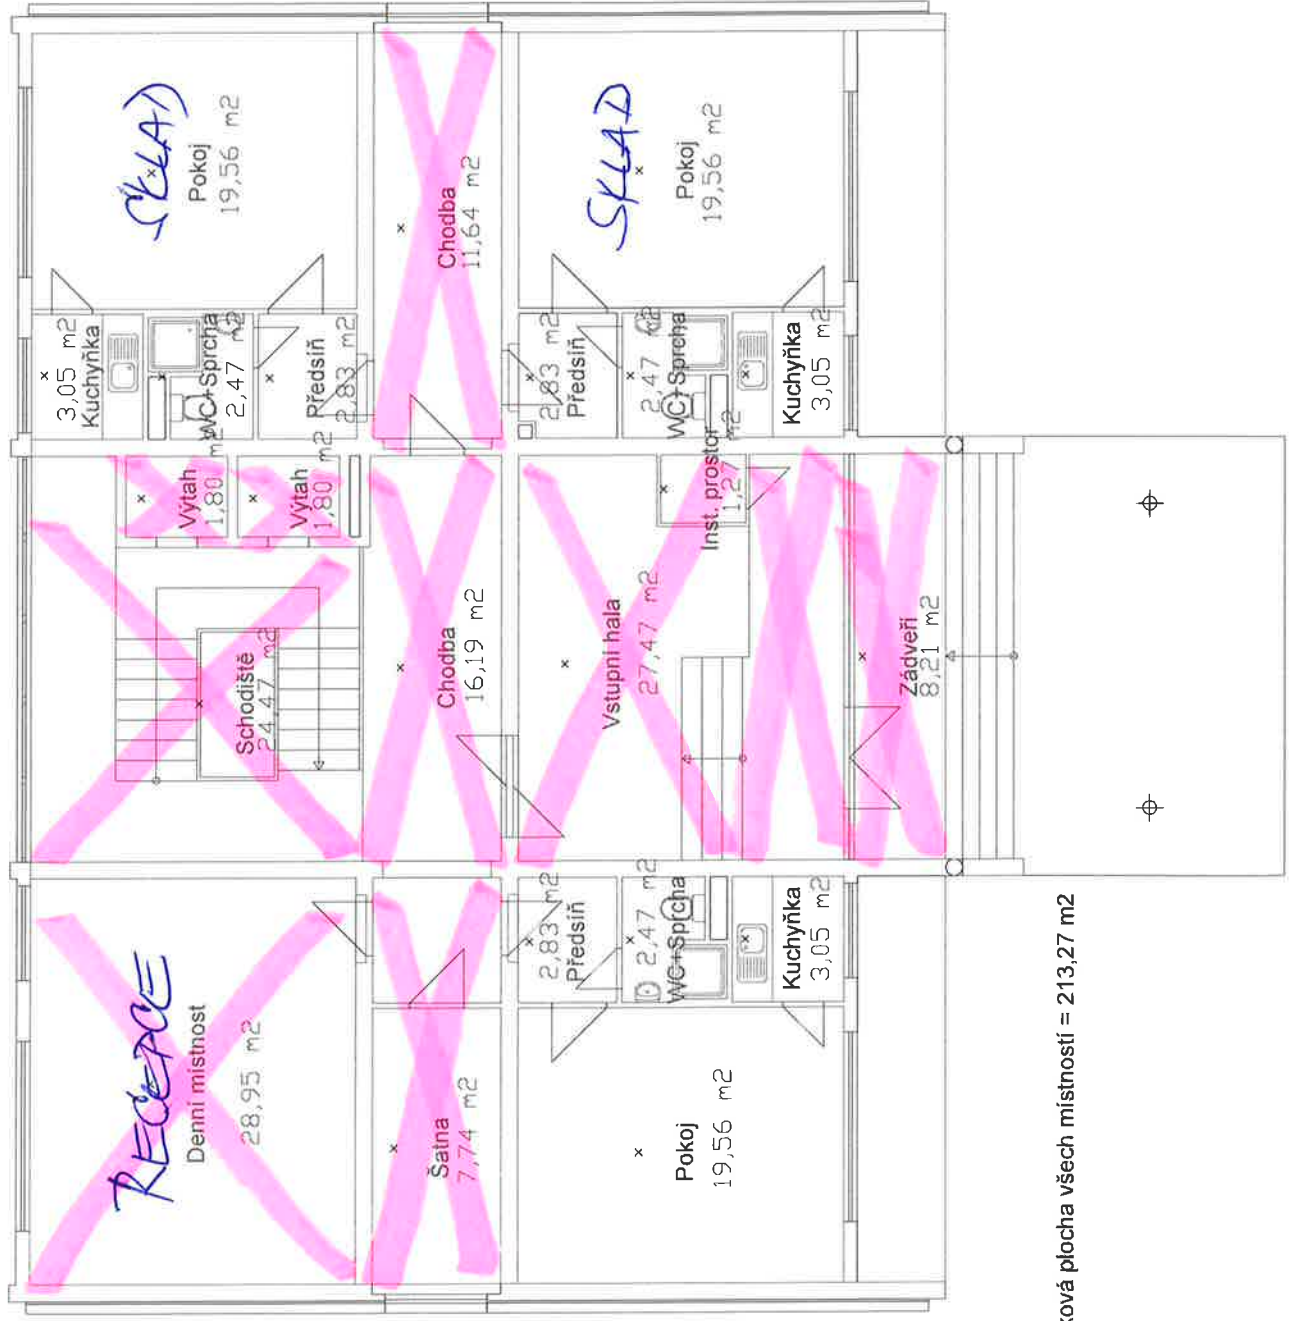 SKLAD
Pokoj
19,56 m2
3,05 m2
Kuchyňka
WC+Sprcha
2,47 m2
Předsíň
2,83 m2
Chodba
11,64 m2
SKLAD
Pokoj
19,56 m2
2,83 m2
Předsíň
2,47 m2
WC+Sprcha
Kuchyňka
3,05 m2
Výtah
1,80 m2
Výtah
1,80 m2
Schodiště
24,47 m2
Chodba
16,19 m2
Vstupní hala
27,47 m2
Inst. prostor
m2
Zádveří
8,21 m2
RECEPCE
Denní místnost
28,95 m2
Šatna
7,74 m2
2,83 m2
Předsíň
2,47 m2
WC+Sprcha
Kuchyňka
3,05 m2
Pokoj
19,56 m2
ková plocha všech místností = 213,27 m2